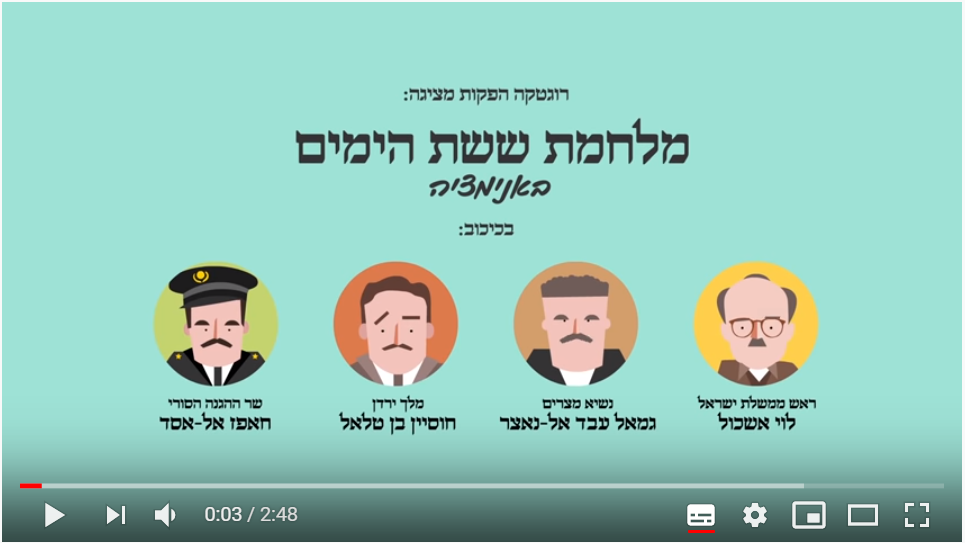 רוגטקה הפקות מציגה:
מלחמת ששת הימים
באנימציה
בכיכוב:
ראש ממשלת ישראל
לוי אשכול
נשיא מצרים
גמאל עבד אל-נאצר
מלך ירדן
חוסיין בן טלאל
שר ההגנה הסורי
חאפז אל-אסד
0:03 / 2:48